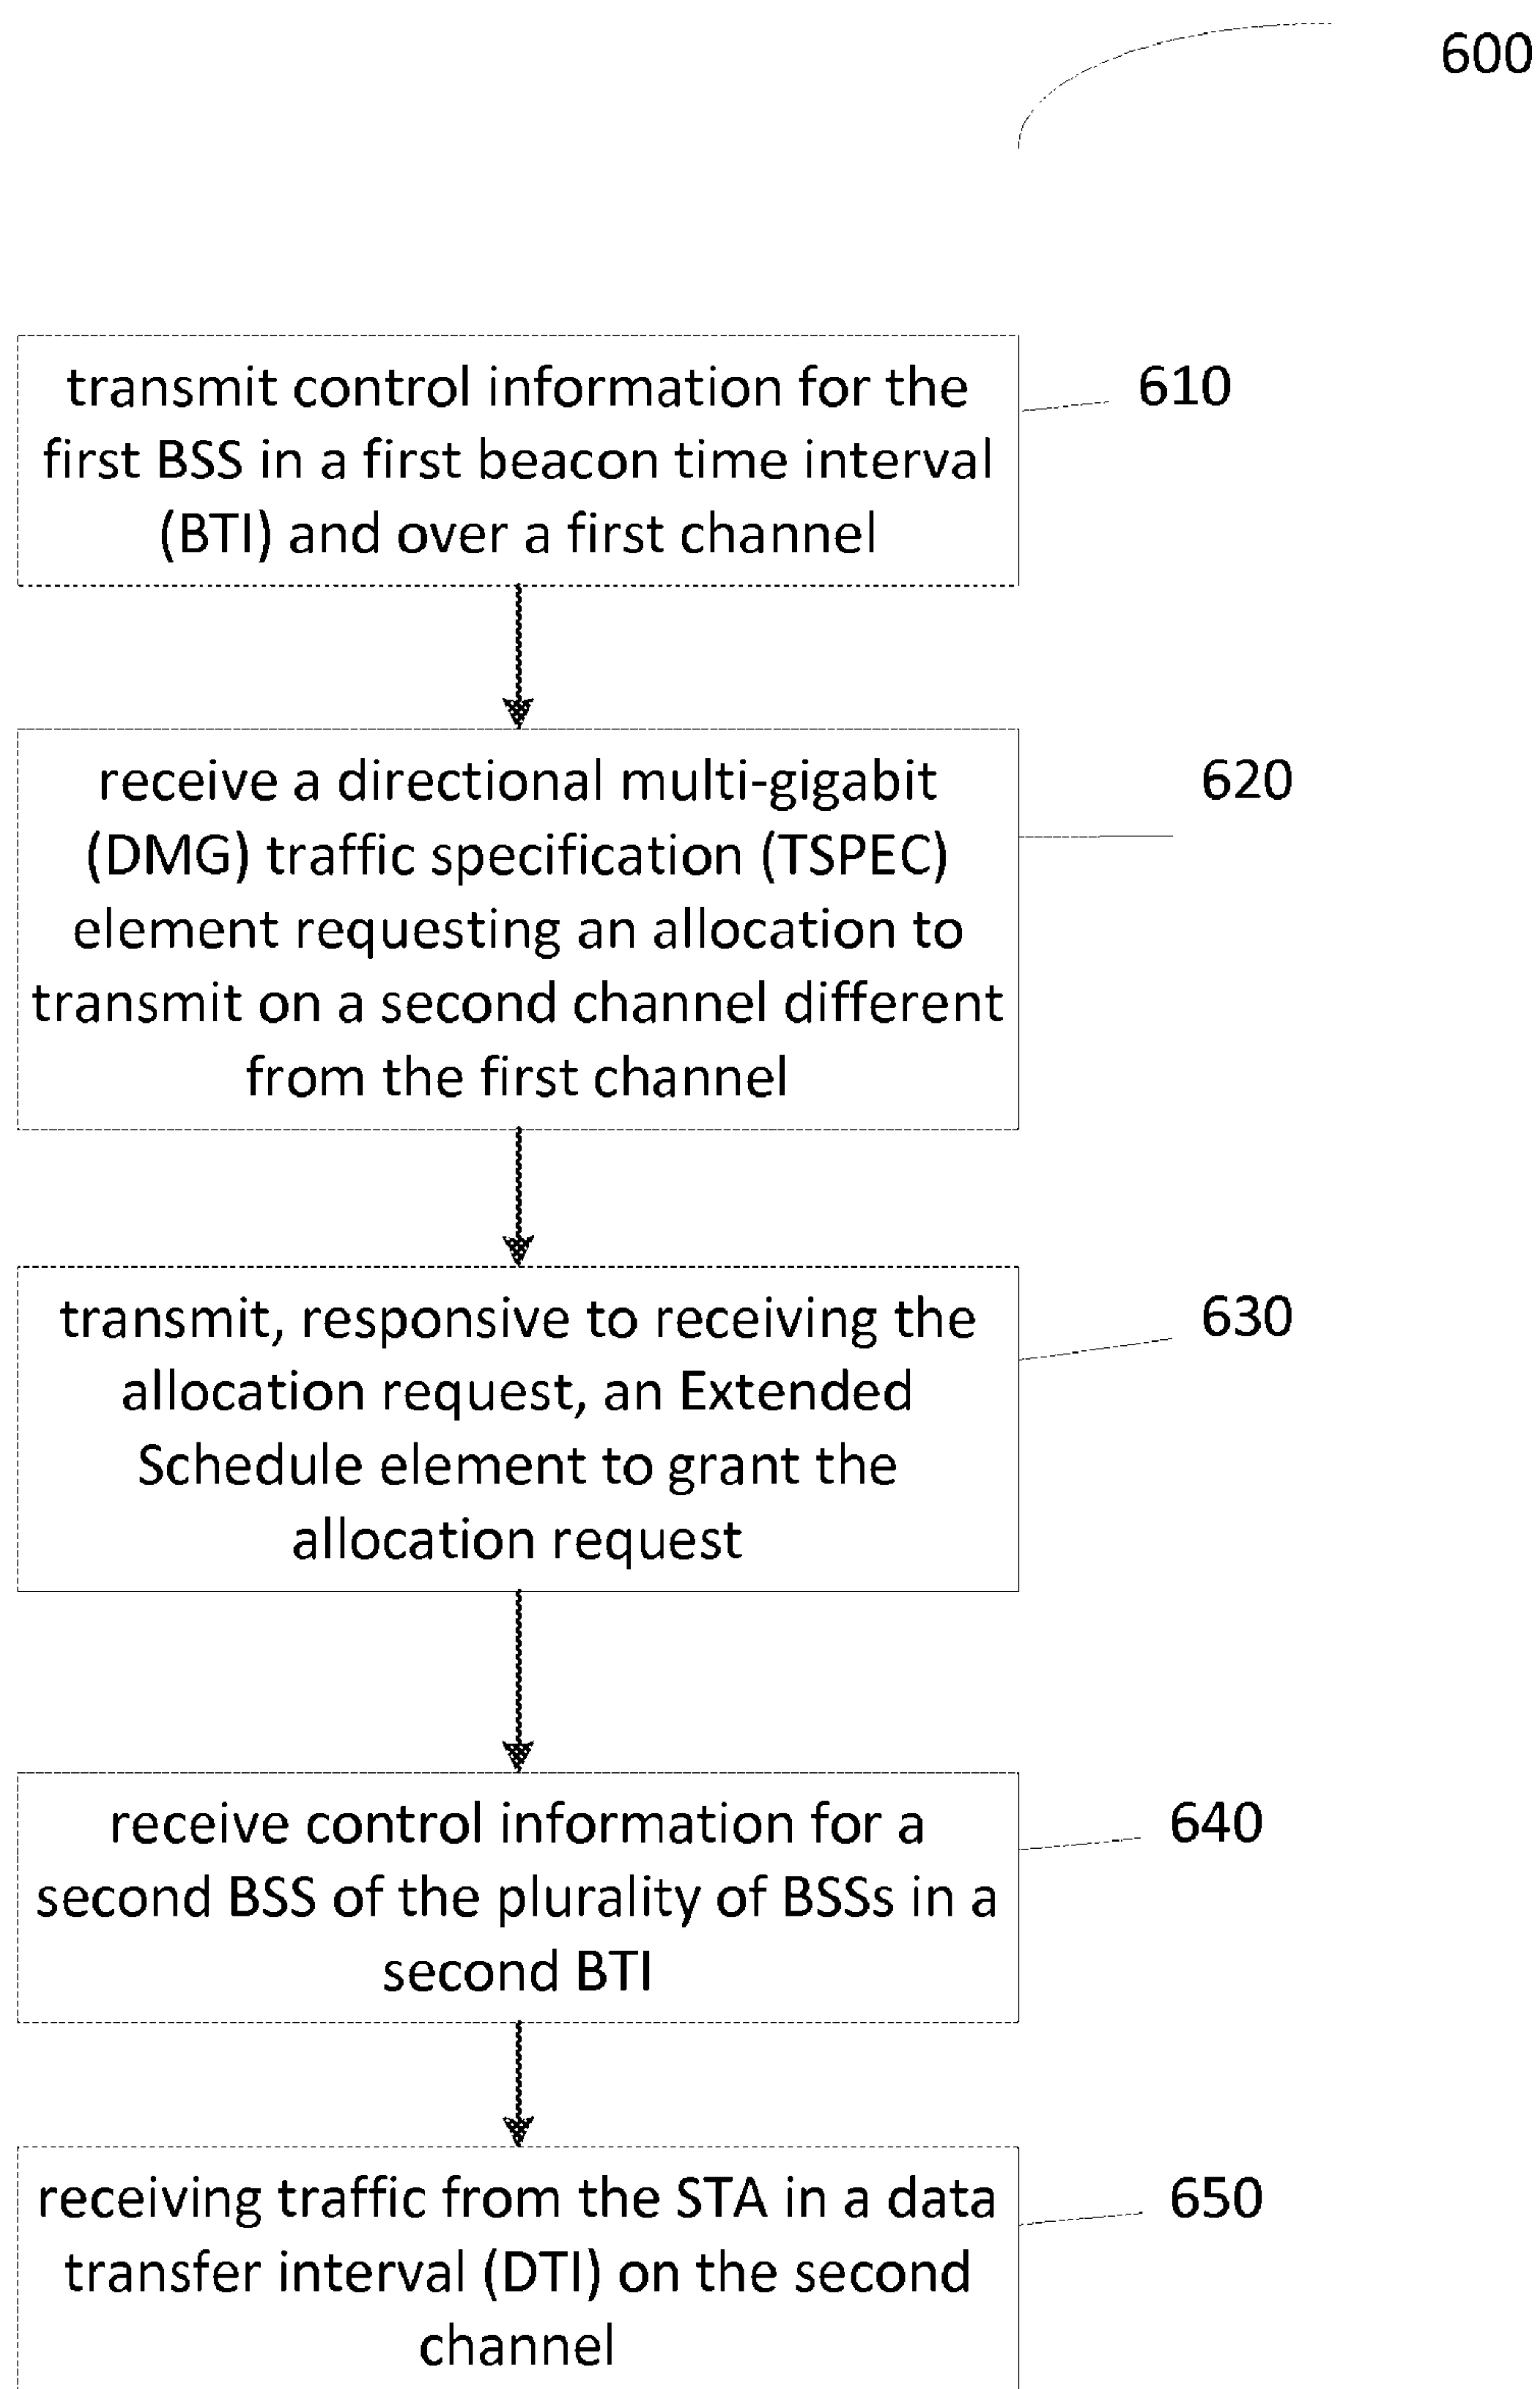 600
transmit control information for the
first BSS in a first beacon time interval
(BTI) and over a first channel
610
receive a directional multi-gigabit
(DMG) traffic specification (TSPEC)
element requesting an allocation to
transmit on a second channel different
from the first channel
620
transmit, responsive to receiving the
allocation request, an Extended
Schedule element to grant the
allocation request
630
receive control information for a
second BSS of the plurality of BSSs in a
second BTI
640
receiving traffic from the STA in a data
transfer interval (DTI) on the second
channel
650